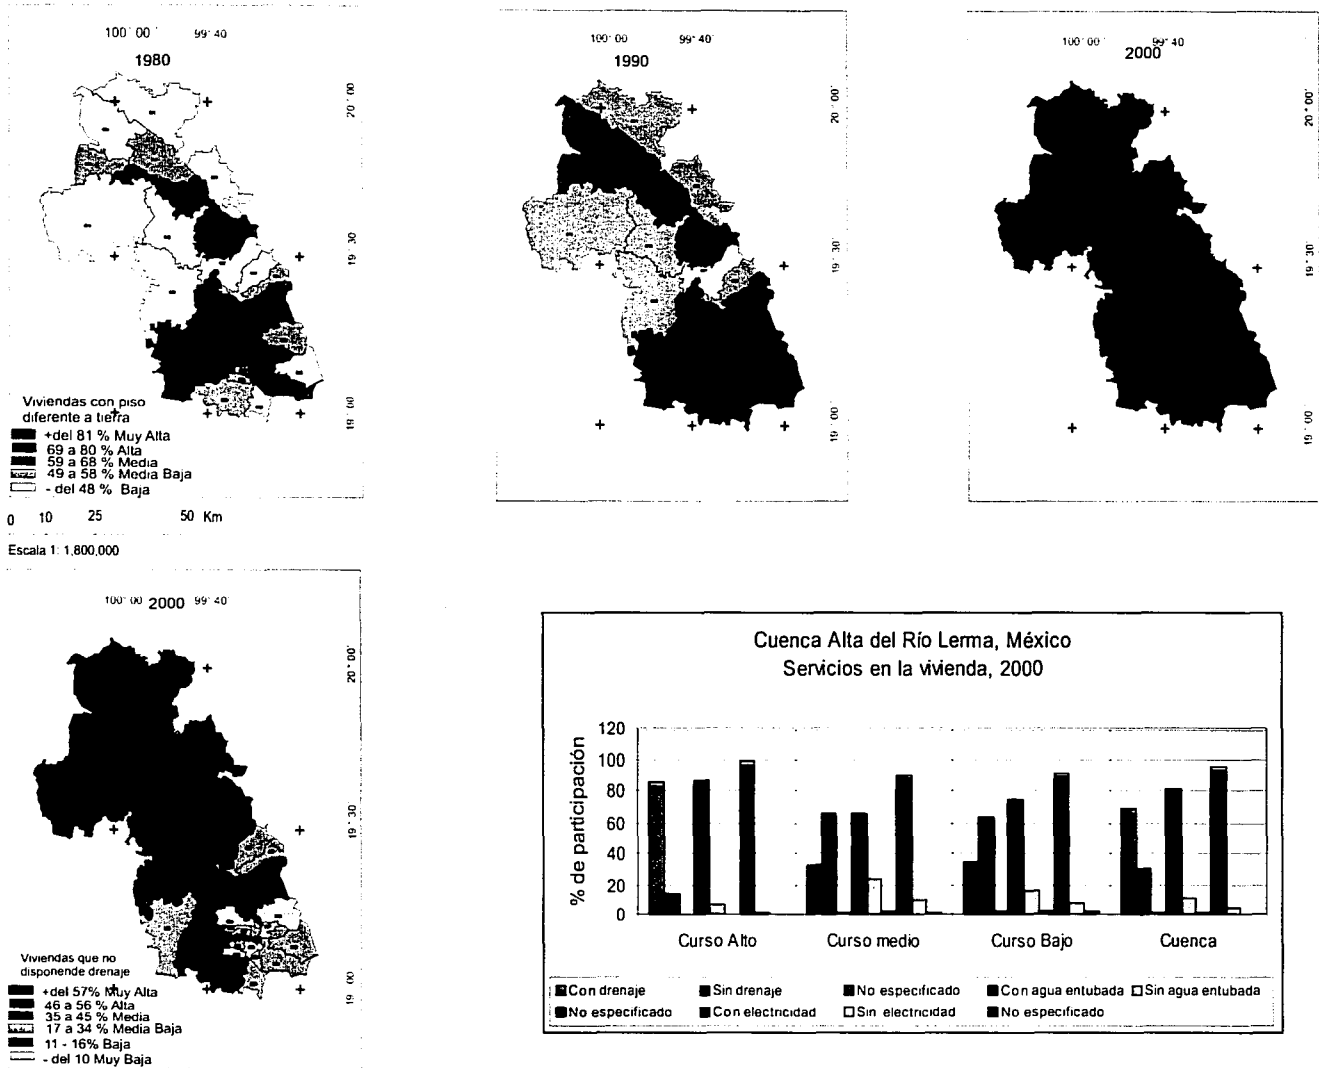 100° 00 99° 40
1980
20° 00
19° 30
19° 00
Viviendas con piso
diferente a tierra
+del 81 % Muy Alta
69 a 80 % Alta
59 a 68 % Media
49 a 58 % Media Baja
- del 48 % Baja
0 10 25 50 Km
Escala 1: 1,800,000
100° 00 99° 40
1990
20° 00
19° 30
19° 00
100° 00 99° 40
2000
20° 00
19° 30
19° 00
100° 00 2000 99° 40
20° 00
19° 30
19° 00
Viviendas que no
disponende drenaje
+del 57% Muy Alta
46 a 56 % Alta
35 a 45 % Media
17 a 34 % Media Baja
11 - 16% Baja
- del 10 Muy Baja
Cuenca Alta del Río Lerma, México
Servicios en la vivienda, 2000
% de participación
120
100
80
60
40
20
0
Curso Alto Curso medio Curso Bajo Cuenca
Con drenaje Sin drenaje No especificado Con agua entubada Sin agua entubada
No especificado Con electricidad Sin electricidad No especificado